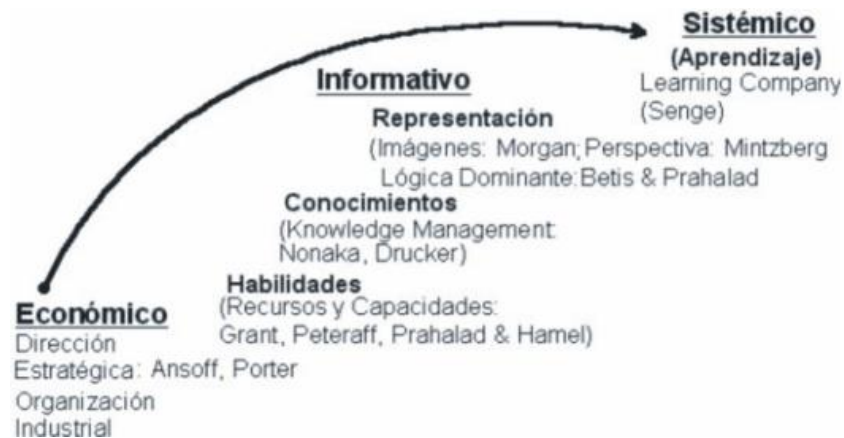 Sistémico
(Aprendizaje)
Learning Company
(Senge)
Informativo
Representación
(Imágenes: Morgan; Perspectiva: Mintzberg
Lógica Dominante: Betis & Prahalad
Conocimientos
(Knowledge Management:
Nonaka, Drucker)
Habilidades
(Recursos y Capacidades:
Grant, Peteraff, Prahalad & Hamel)
Económico
Dirección
Estratégica: Ansoff, Porter
Organización
Industrial